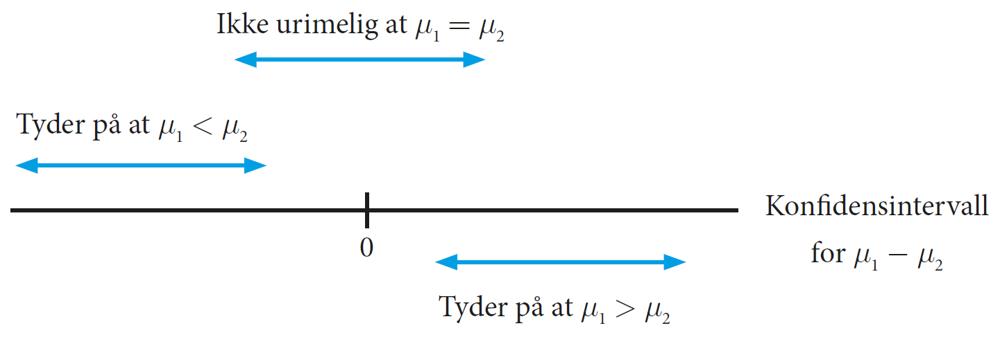 Ikke urimelig at μ₁ = μ₂
Tyder på at μ₁ < μ₂
0
Konfidensintervall
for μ₁ − μ₂
Tyder på at μ₁ > μ₂